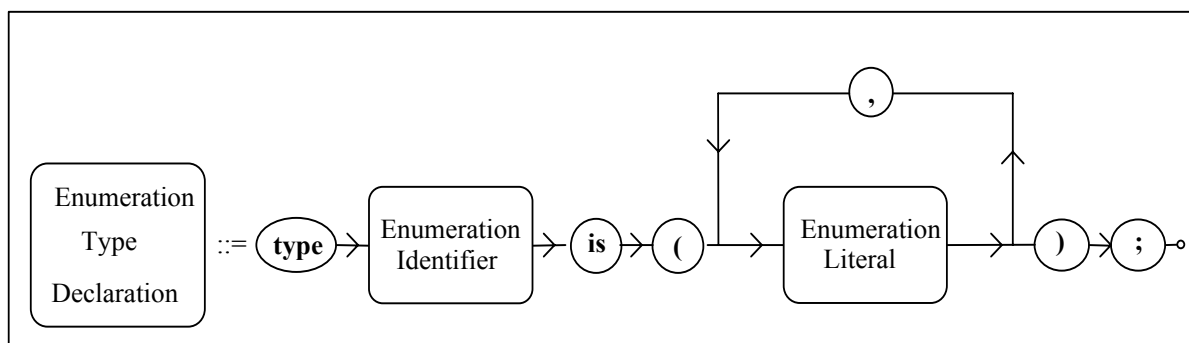 ,
Enumeration
Type
Declaration
::=
type
Enumeration
Identifier
is
(
Enumeration
Literal
)
;